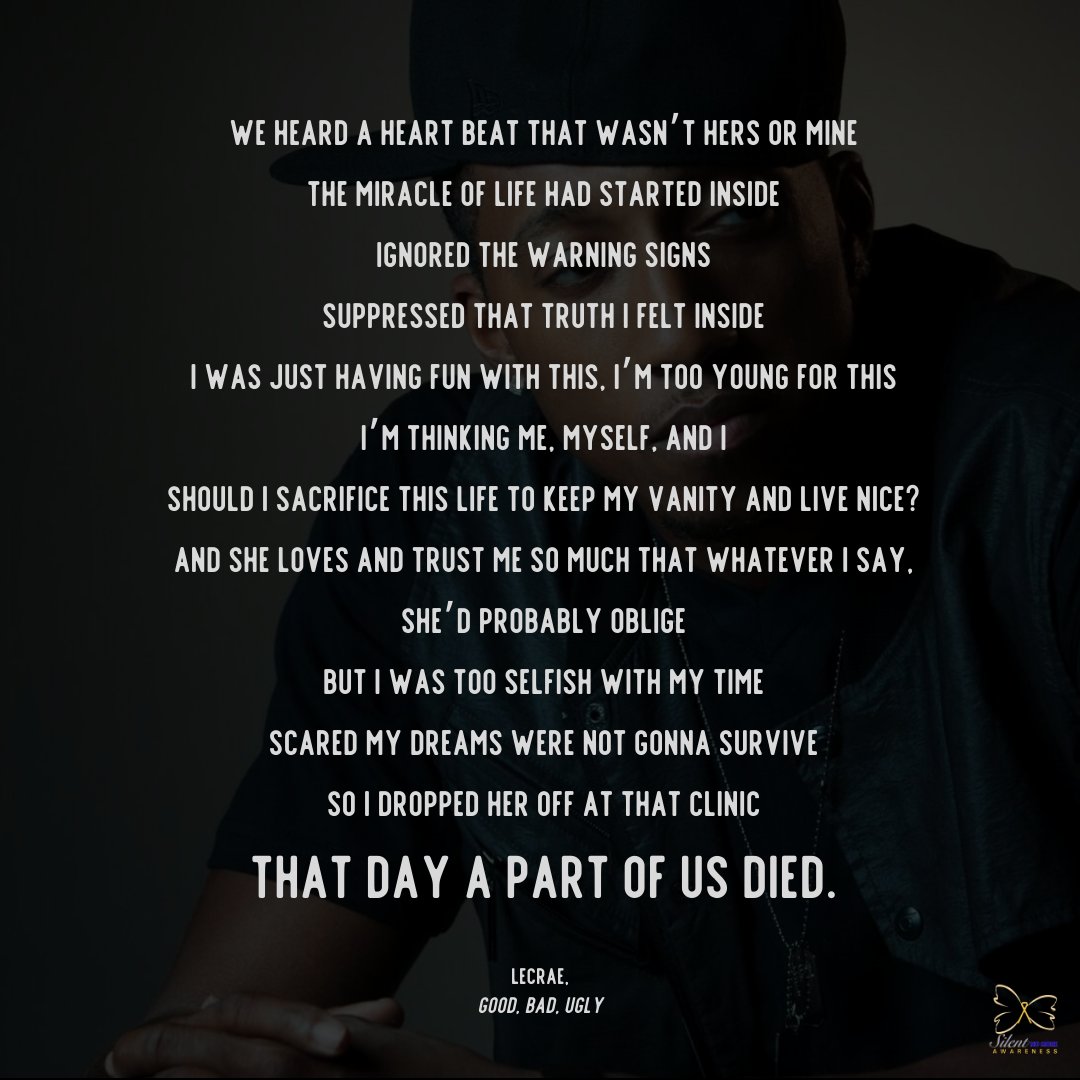 WE HEARD A HEART BEAT THAT WASN'T HERS OR MINE
THE MIRACLE OF LIFE HAD STARTED INSIDE
IGNORED THE WARNING SIGNS
SUPPRESSED THAT TRUTH I FELT INSIDE
I WAS JUST HAVING FUN WITH THIS, I'M TOO YOUNG FOR THIS
I'M THINKING ME, MYSELF, AND I
SHOULD I SACRIFICE THIS LIFE TO KEEP MY VANITY AND LIVE NICE?
AND SHE LOVES AND TRUST ME SO MUCH THAT WHATEVER I SAY,
SHE'D PROBABLY OBLIGE
BUT I WAS TOO SELFISH WITH MY TIME
SCARED MY DREAMS WERE NOT GONNA SURVIVE
SO I DROPPED HER OFF AT THAT CLINIC
THAT DAY A PART OF US DIED.
LECRAE,
GOOD, BAD, UGLY
Silent
AWARENESS